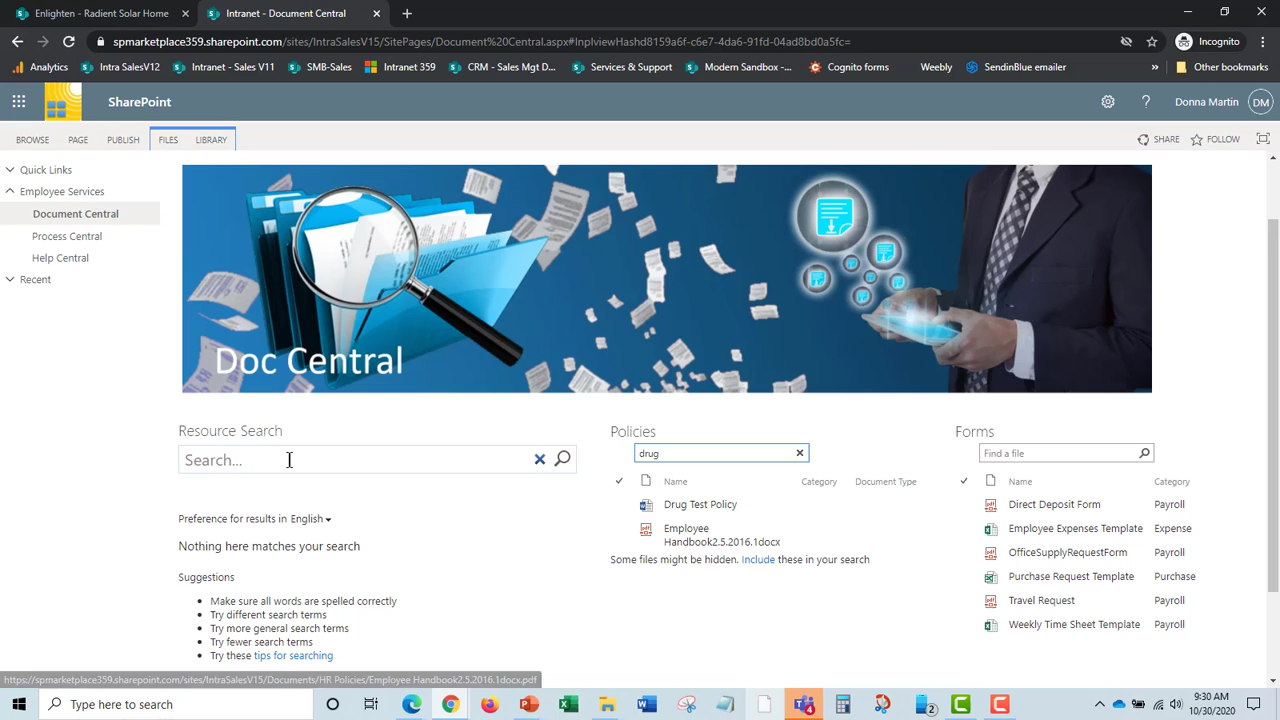 Enlighten - Radient Solar Home
Intranet - Document Central
spmarketplace359.sharepoint.com/sites/IntraSalesV15/SitePages/Document%20Central.aspx#InplviewHashd8159a6f-c6e7-4da6-91fd-04ad8bd0a5fc=
Incognito
Analytics
Intra SalesV12
Intranet - Sales V11
SMB-Sales
Intranet 359
CRM - Sales Mgt D...
Services & Support
Modern Sandbox -...
Cognito forms
Weebly
SendinBlue emailer
Other bookmarks
SharePoint
Donna Martin
DM
BROWSE
PAGE
PUBLISH
FILES
LIBRARY
SHARE
FOLLOW
Quick Links
Employee Services
Document Central
Process Central
Help Central
Recent
Doc Central
Resource Search
Search...
Preference for results in English
Nothing here matches your search
Suggestions
Make sure all words are spelled correctly
Try different search terms
Try more general search terms
Try fewer search terms
Try these tips for searching
Policies
drug
Name Category Document Type
Drug Test Policy
Employee
Handbook2.5.2016.1docx
Some files might be hidden. Include these in your search
Forms
Find a file
Name Category
Direct Deposit Form Payroll
Employee Expenses Template Expense
OfficeSupplyRequestForm Payroll
Purchase Request Template Purchase
Travel Request Payroll
Weekly Time Sheet Template Payroll
https://spmarketplace359.sharepoint.com/sites/IntraSalesV15/Documents/HR Policies/Employee Handbook2.5.2016.1docx.pdf
Type here to search
4
2
9:30 AM
10/30/2020